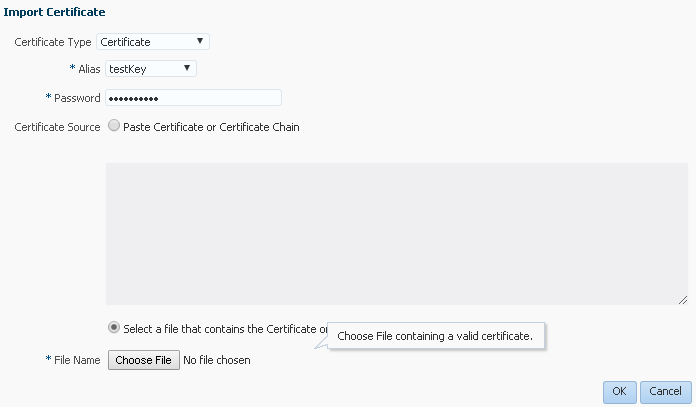 Import Certificate
Certificate Type Certificate
* Alias testKey
* Password ••••••••••
Certificate Source Paste Certificate or Certificate Chain
Select a file that contains the Certificate or
Choose File containing a valid certificate.
* File Name Choose File No file chosen
OK Cancel